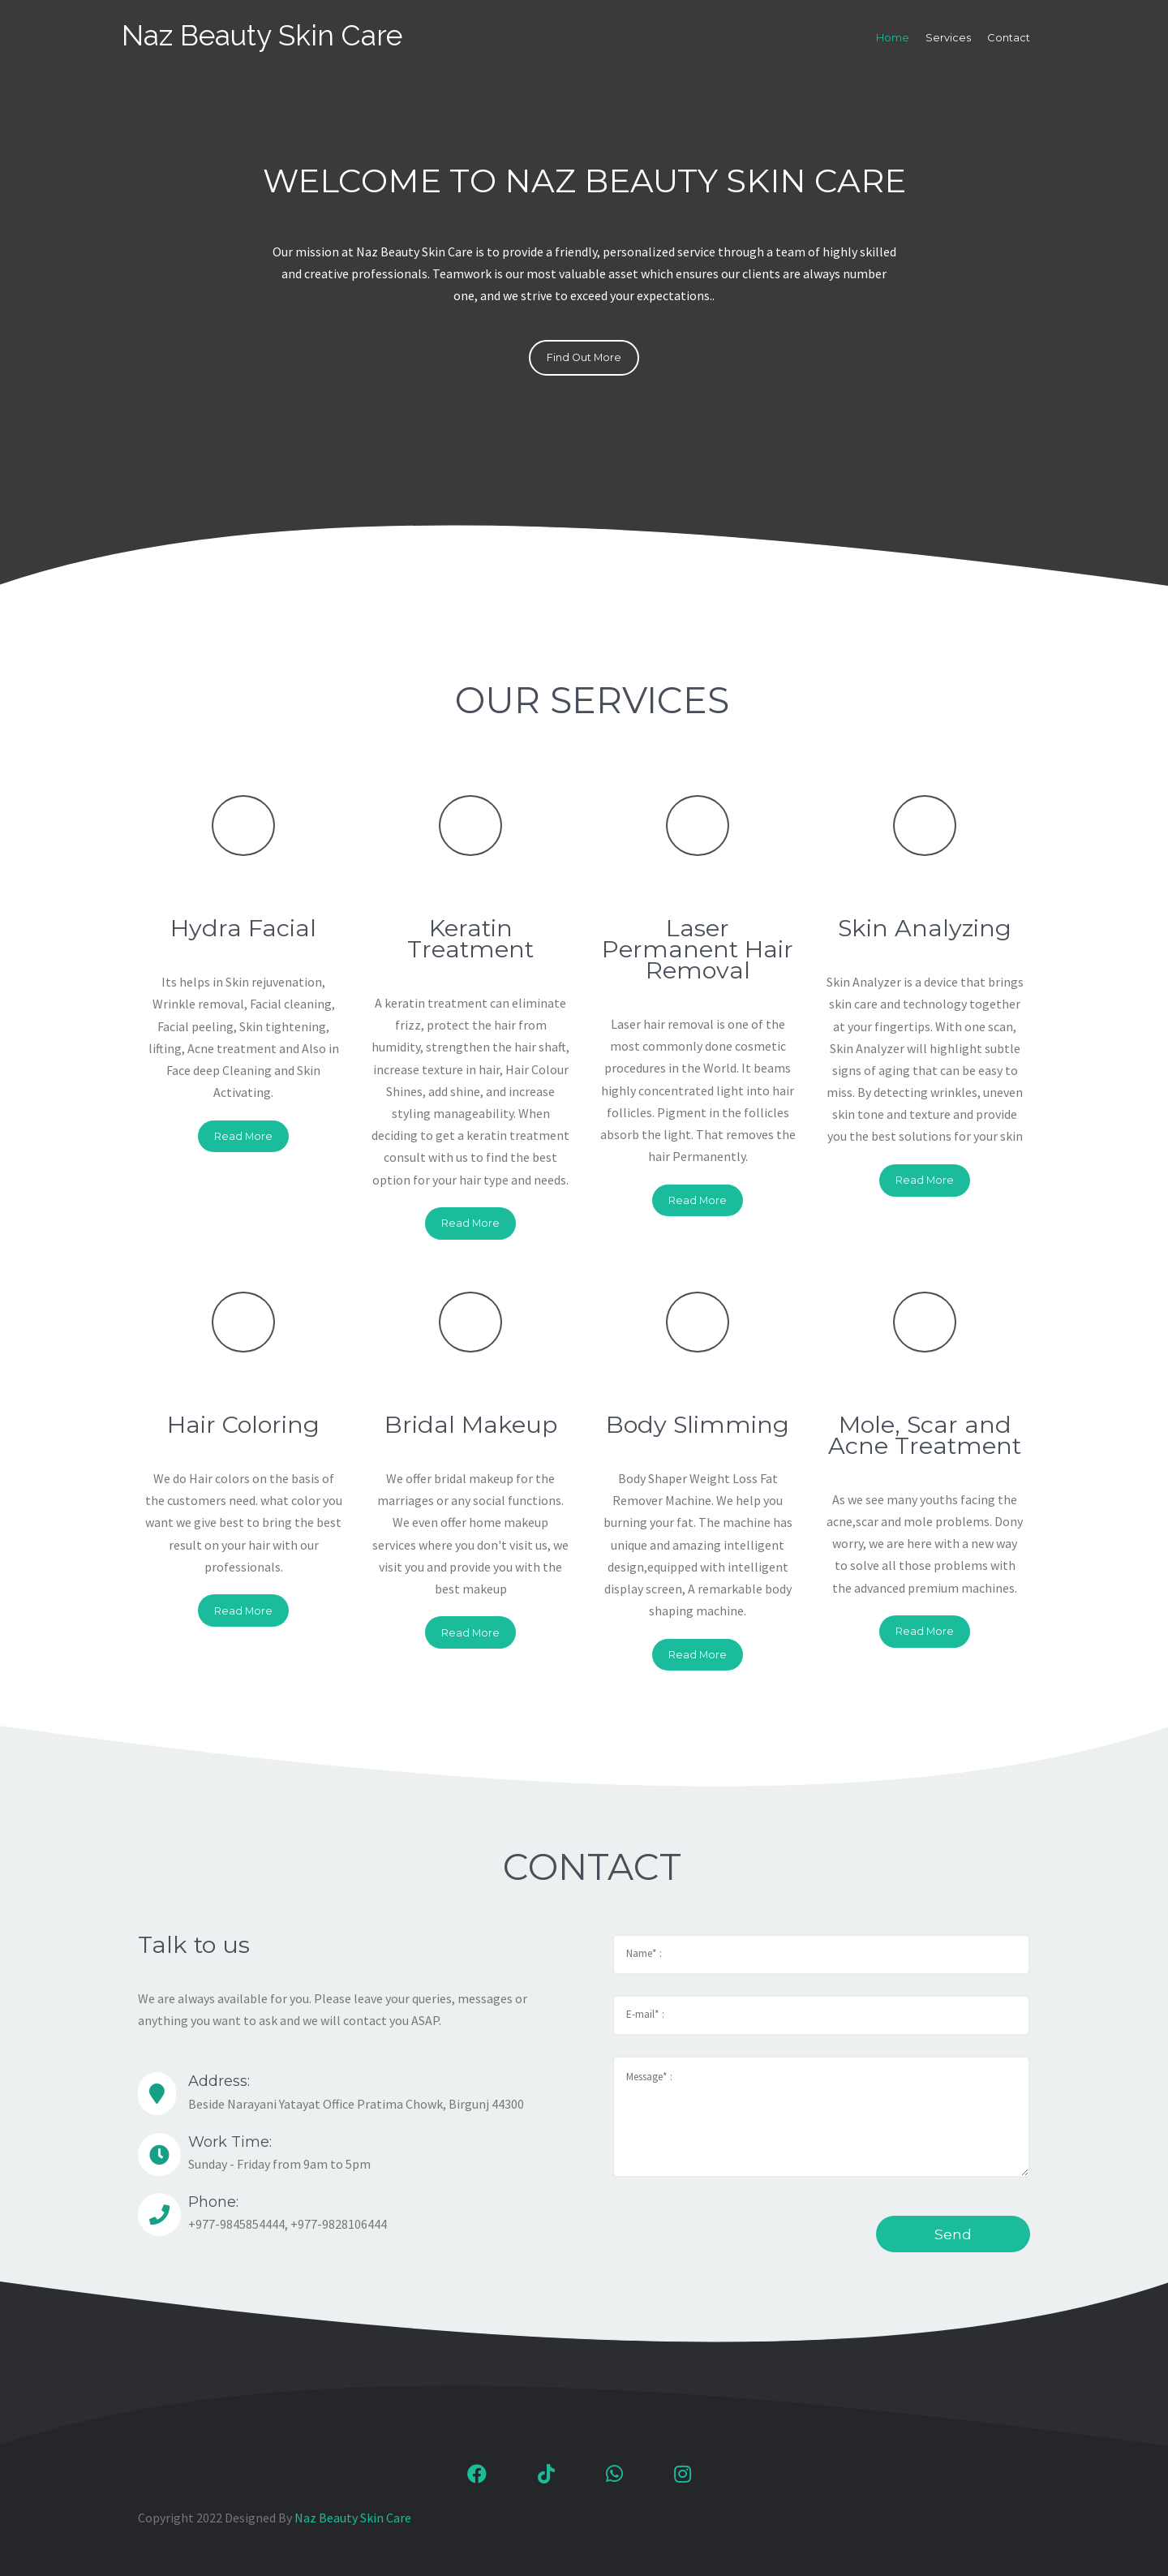 Naz Beauty Skin Care
Home Services Contact
WELCOME TO NAZ BEAUTY SKIN CARE
Our mission at Naz Beauty Skin Care is to provide a friendly, personalized service through a team of highly skilled
and creative professionals. Teamwork is our most valuable asset which ensures our clients are always number
one, and we strive to exceed your expectations..
Find Out More
OUR SERVICES
Hydra Facial
Its helps in Skin rejuvenation,
Wrinkle removal, Facial cleaning,
Facial peeling, Skin tightening,
lifting, Acne treatment and Also in
Face deep Cleaning and Skin
Activating.
Read More
Keratin
Treatment
A keratin treatment can eliminate
frizz, protect the hair from
humidity, strengthen the hair shaft,
increase texture in hair, Hair Colour
Shines, add shine, and increase
styling manageability. When
deciding to get a keratin treatment
consult with us to find the best
option for your hair type and needs.
Read More
Laser
Permanent Hair
Removal
Laser hair removal is one of the
most commonly done cosmetic
procedures in the World. It beams
highly concentrated light into hair
follicles. Pigment in the follicles
absorb the light. That removes the
hair Permanently.
Read More
Skin Analyzing
Skin Analyzer is a device that brings
skin care and technology together
at your fingertips. With one scan,
Skin Analyzer will highlight subtle
signs of aging that can be easy to
miss. By detecting wrinkles, uneven
skin tone and texture and provide
you the best solutions for your skin
Read More
Hair Coloring
We do Hair colors on the basis of
the customers need. what color you
want we give best to bring the best
result on your hair with our
professionals.
Read More
Bridal Makeup
We offer bridal makeup for the
marriages or any social functions.
We even offer home makeup
services where you don't visit us, we
visit you and provide you with the
best makeup
Read More
Body Slimming
Body Shaper Weight Loss Fat
Remover Machine. We help you
burning your fat. The machine has
unique and amazing intelligent
design,equipped with intelligent
display screen, A remarkable body
shaping machine.
Read More
Mole, Scar and
Acne Treatment
As we see many youths facing the
acne,scar and mole problems. Dony
worry, we are here with a new way
to solve all those problems with
the advanced premium machines.
Read More
CONTACT
Talk to us
We are always available for you. Please leave your queries, messages or
anything you want to ask and we will contact you ASAP.
Address:
Beside Narayani Yatayat Office Pratima Chowk, Birgunj 44300
Work Time:
Sunday - Friday from 9am to 5pm
Phone:
+977-9845854444, +977-9828106444
Name* :
E-mail* :
Message* :
Send
Copyright 2022 Designed By Naz Beauty Skin Care